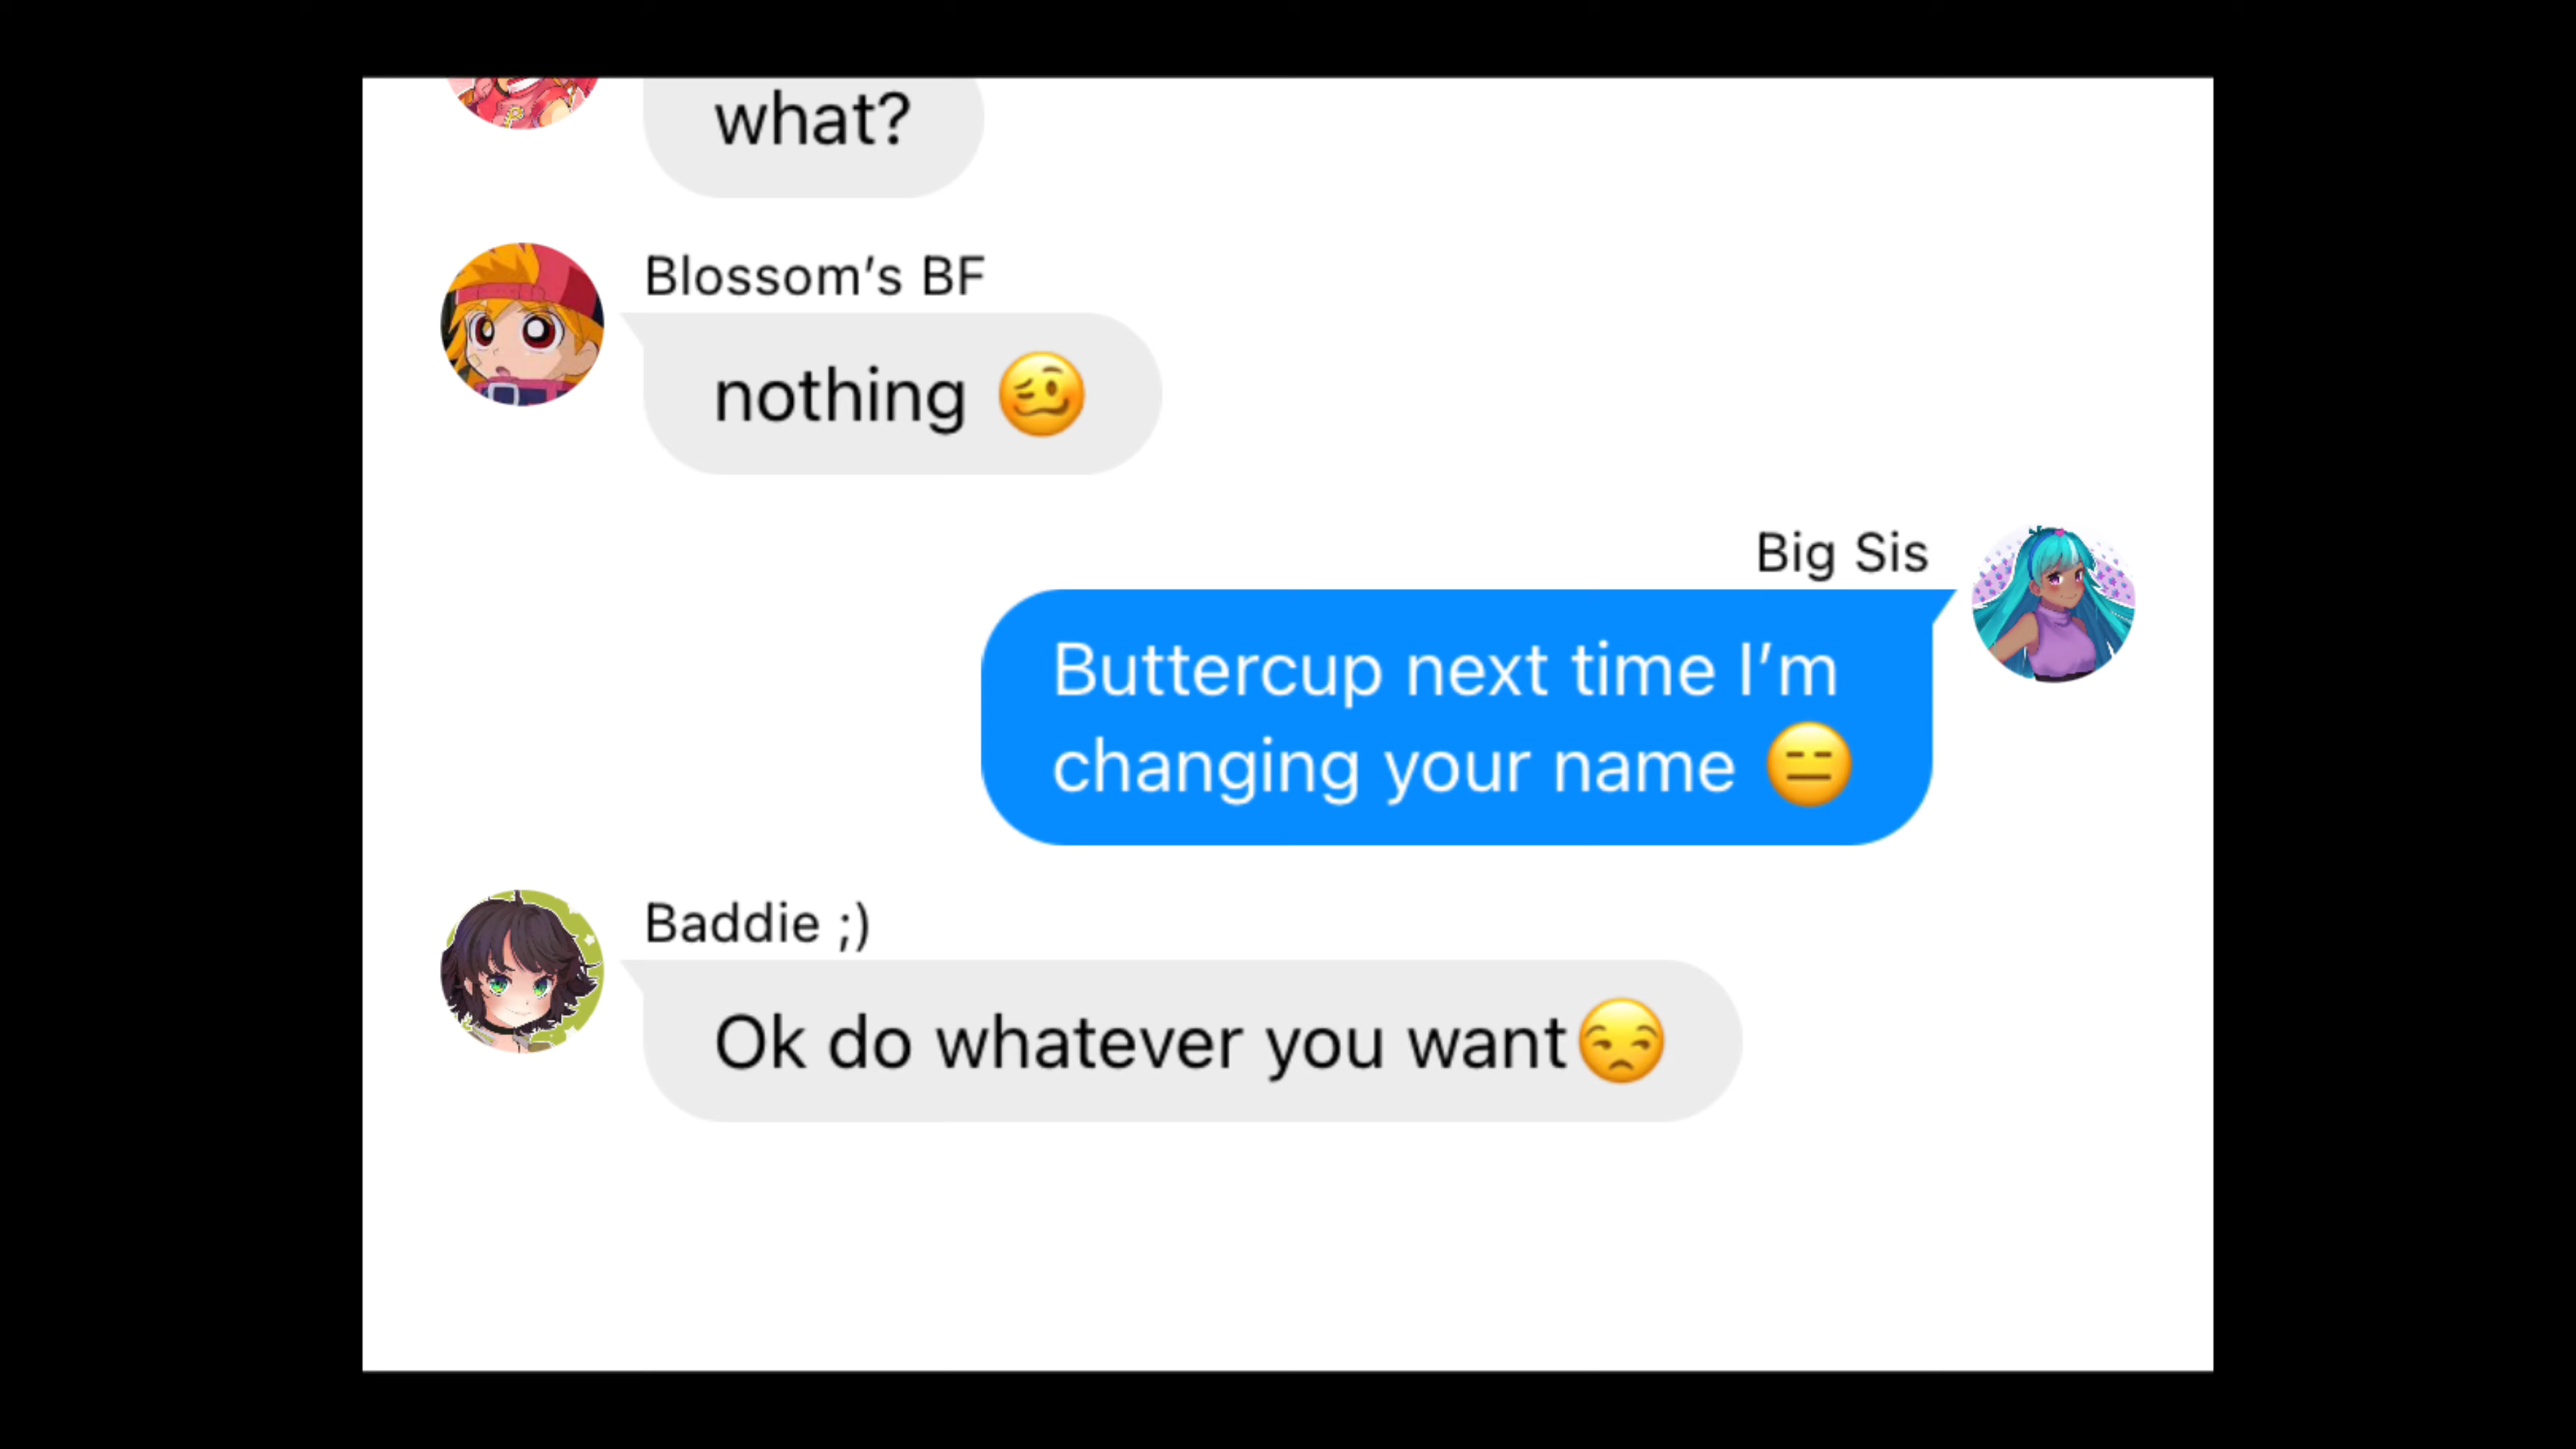 what?
Blossom’s BF
nothing 🥴
Big Sis
Buttercup next time I’m
changing your name 😑
Baddie ;)
Ok do whatever you want😒